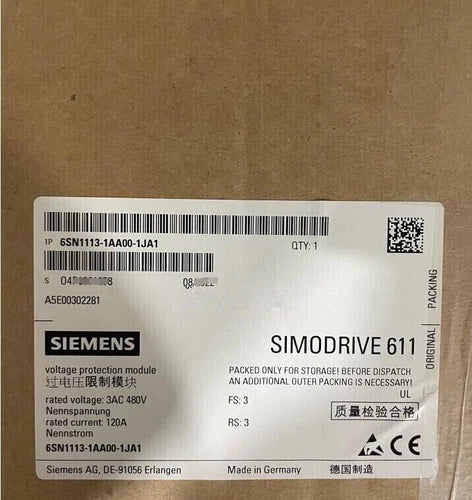 1P 6SN1113-1AA00-1JA1 QTY: 1
S
A5E00302281
ORIGINAL PACKING
SIEMENS SIMODRIVE 611
voltage protection module
过电压限制模块
PACKED ONLY FOR STORAGE! BEFORE DISPATCH
AN ADDITIONAL OUTER PACKING IS NECESSARY!
UL
rated voltage: 3AC 480V FS: 3
Nennspannung
质量检验合格
rated current: 120A RS: 3
Nennstrom
6SN1113-1AA00-1JA1
Siemens AG, DE-91056 Erlangen Made in Germany 德国制造